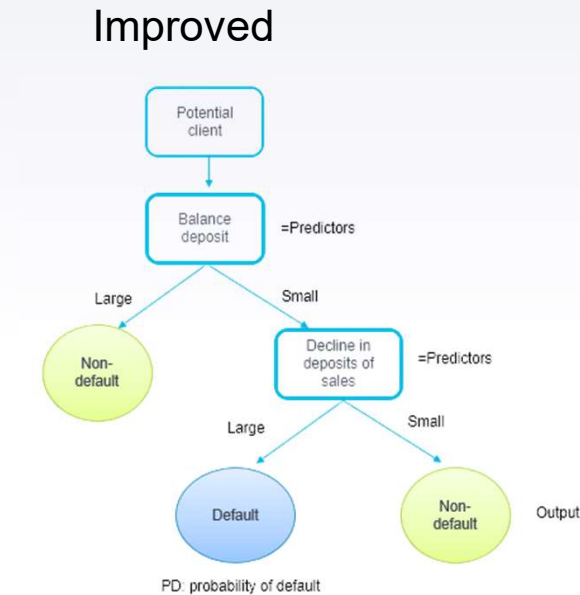 Improved
Potential
client
Balance
deposit
=Predictors
Large
Small
Non-
default
Decline in
deposits of
sales
=Predictors
Large
Small
Default
Non-
default
Output
PD: probability of default